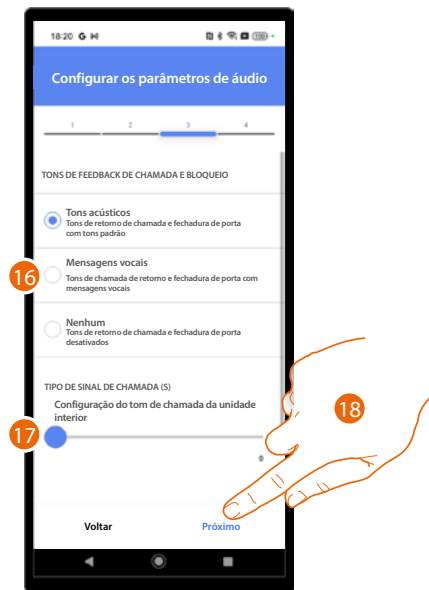 18:20 G
100
Configurar os parâmetros de áudio
1 2 3 4
TONS DE FEEDBACK DE CHAMADA E BLOQUEIO
Tons acústicos
Tons de retorno de chamada e fechadura de porta
com tons padrão
16
Mensagens vocais
Tons de chamada de retorno e fechadura de porta com
mensagens vocais
Nenhum
Tons de retorno de chamada e fechadura de porta
desativados
TIPO DE SINAL DE CHAMADA (S)
Configuração do tom de chamada da unidade
interior
17
18
Voltar Próximo